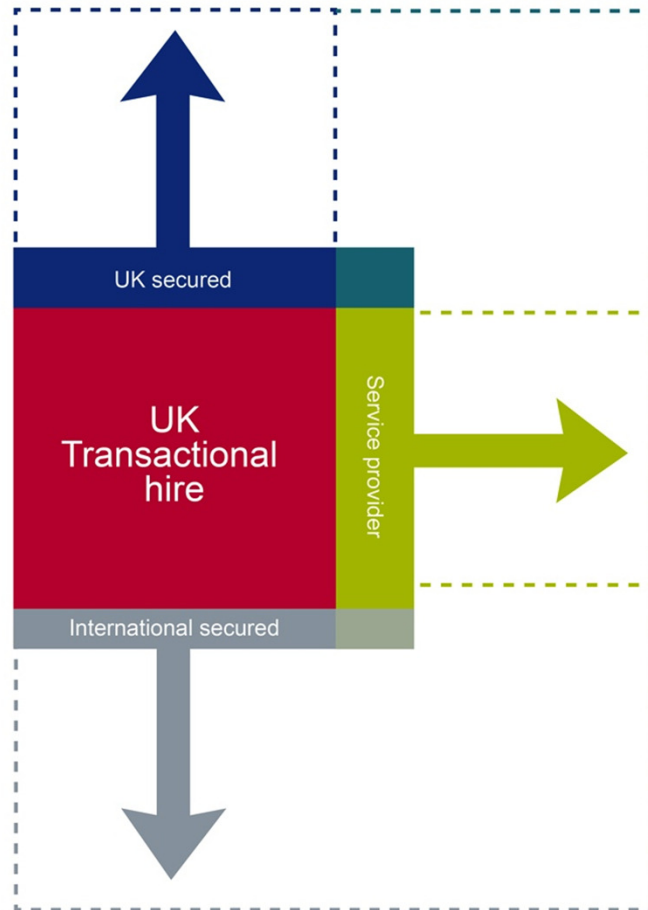 UK secured
UK
Transactional
hire
Service provider
International secured